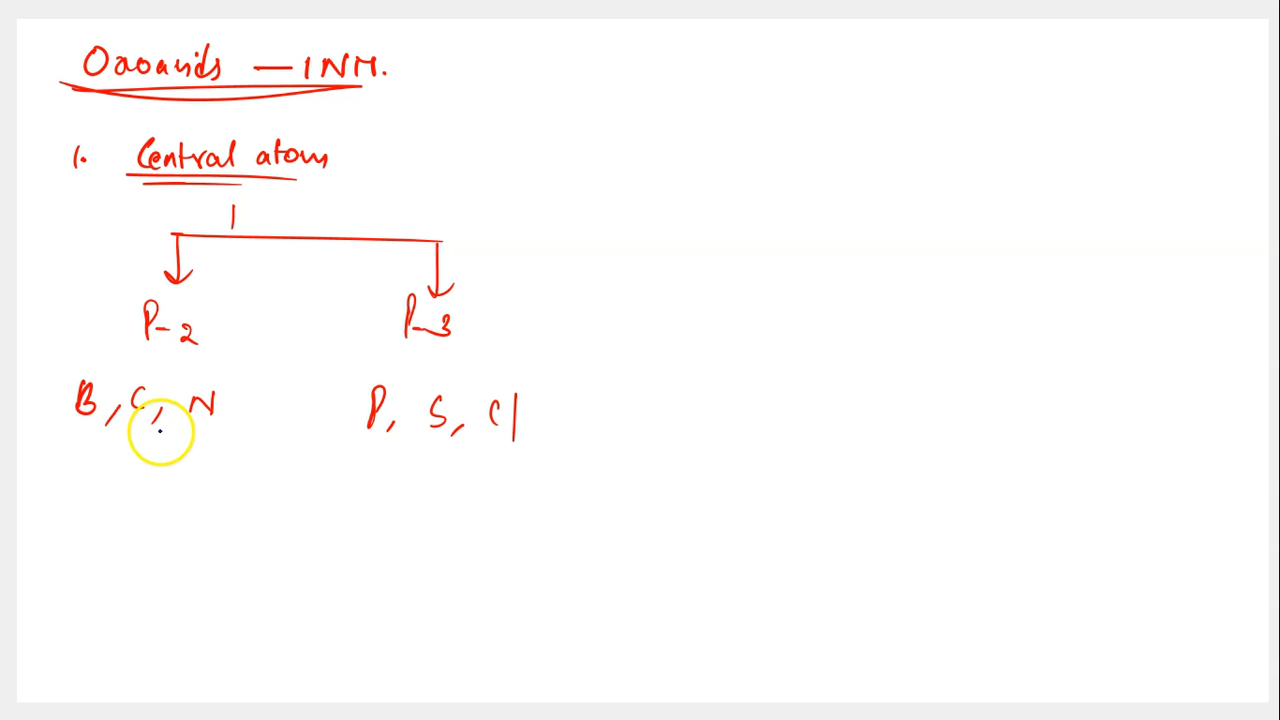 Oxoacids — INM.
1. Central atom
P-2 P-3
B, C, N P, S, Cl